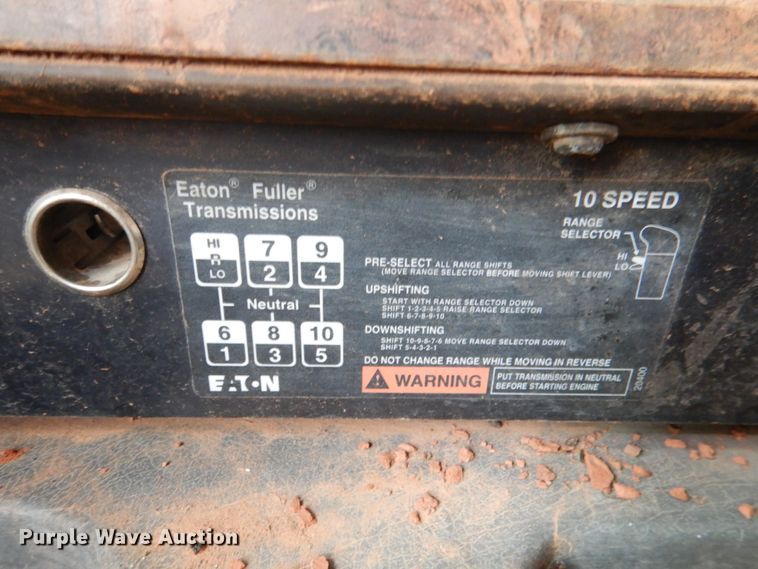 Eaton® Fuller®
Transmissions
10 SPEED
RANGE
SELECTOR
HI
LO
HI 7 9
R
LO 2 4
Neutral
6 8 10
1 3 5
EATON
PRE-SELECT ALL RANGE SHIFTS
(MOVE RANGE SELECTOR BEFORE MOVING SHIFT LEVER)
UPSHIFTING
START WITH RANGE SELECTOR DOWN
SHIFT 1-2-3-4-5 RAISE RANGE SELECTOR
SHIFT 6-7-8-9-10
DOWNSHIFTING
SHIFT 10-9-8-7-6 MOVE RANGE SELECTOR DOWN
SHIFT 5-4-3-2-1
DO NOT CHANGE RANGE WHILE MOVING IN REVERSE
WARNING
PUT TRANSMISSION IN NEUTRAL
BEFORE STARTING ENGINE
20400
Purple Wave Auction